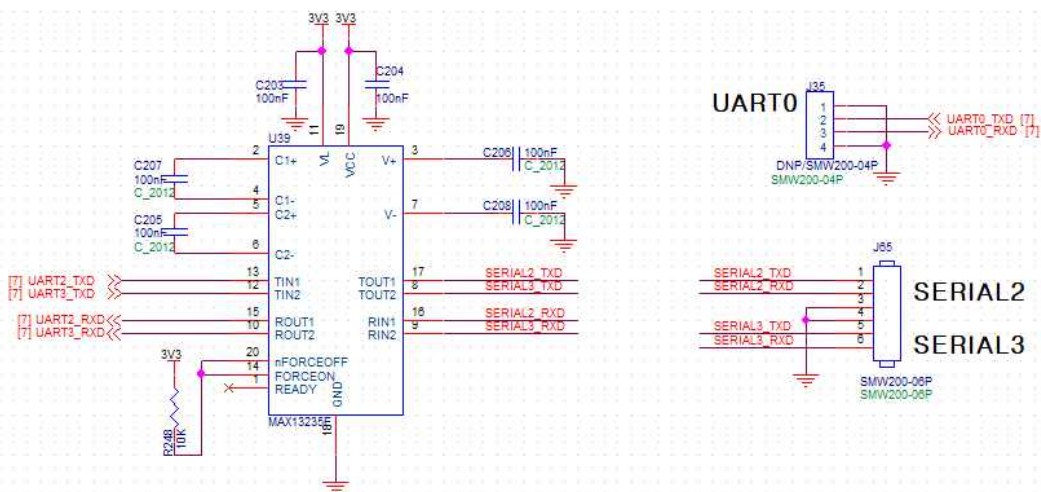 3V3 3V3
C203
100nF
C204
100nF
11
19
U39
VL
VCC
2
C1+
C207
100nF
C_2012
4
C1-
5
C2+
C205
100nF
C_2012
6
C2-
V+
3
C206
100nF
C_2012
V-
7
C208
100nF
C_2012
[7] UART2_TXD
13
TIN1
[7] UART3_TXD
12
TIN2
TOUT1
17
SERIAL2_TXD
TOUT2
8
SERIAL3_TXD
[7] UART2_RXD
15
ROUT1
[7] UART3_RXD
10
ROUT2
RIN1
16
SERIAL2_RXD
RIN2
9
SERIAL3_RXD
3V3
20
nFORCEOFF
14
FORCEON
1
READY
GND
18
MAX13235E
R248
10K
UART0
J35
1
2
3
4
UART0_TXD [7]
UART0_RXD [7]
DNP/SMW200-04P
SMW200-04P
J65
SERIAL2_TXD
1
SERIAL2_RXD
2
3
4
SERIAL3_TXD
5
SERIAL3_RXD
6
SERIAL2
SERIAL3
SMW200-06P
SMW200-06P